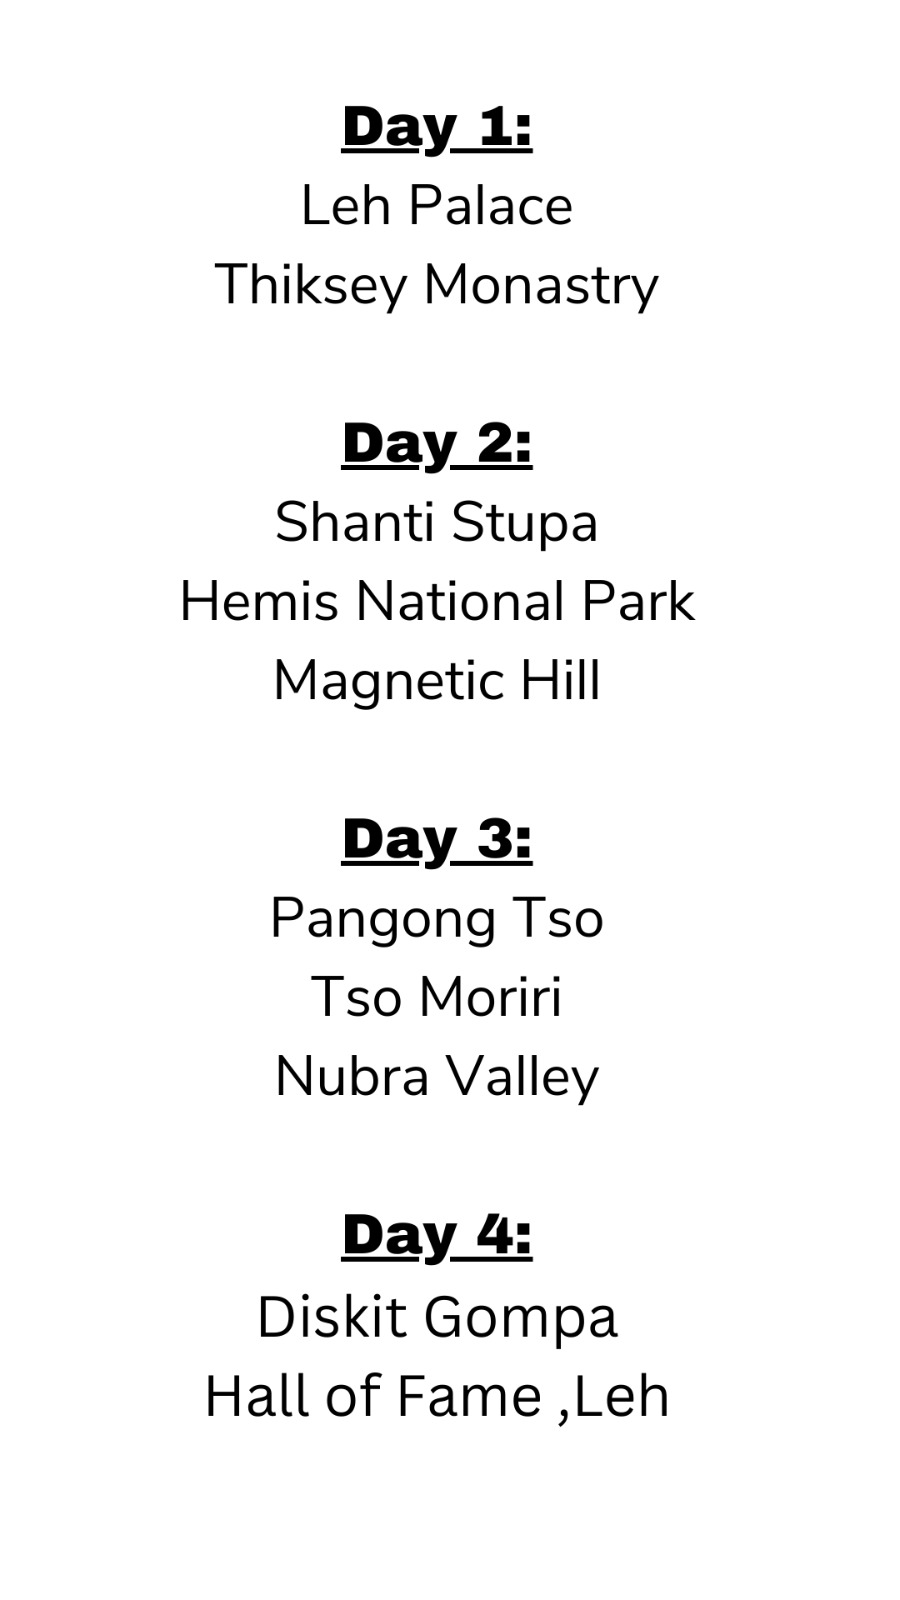 Day 1:
Leh Palace
Thiksey Monastry
Day 2:
Shanti Stupa
Hemis National Park
Magnetic Hill
Day 3:
Pangong Tso
Tso Moriri
Nubra Valley
Day 4:
Diskit Gompa
Hall of Fame ,Leh